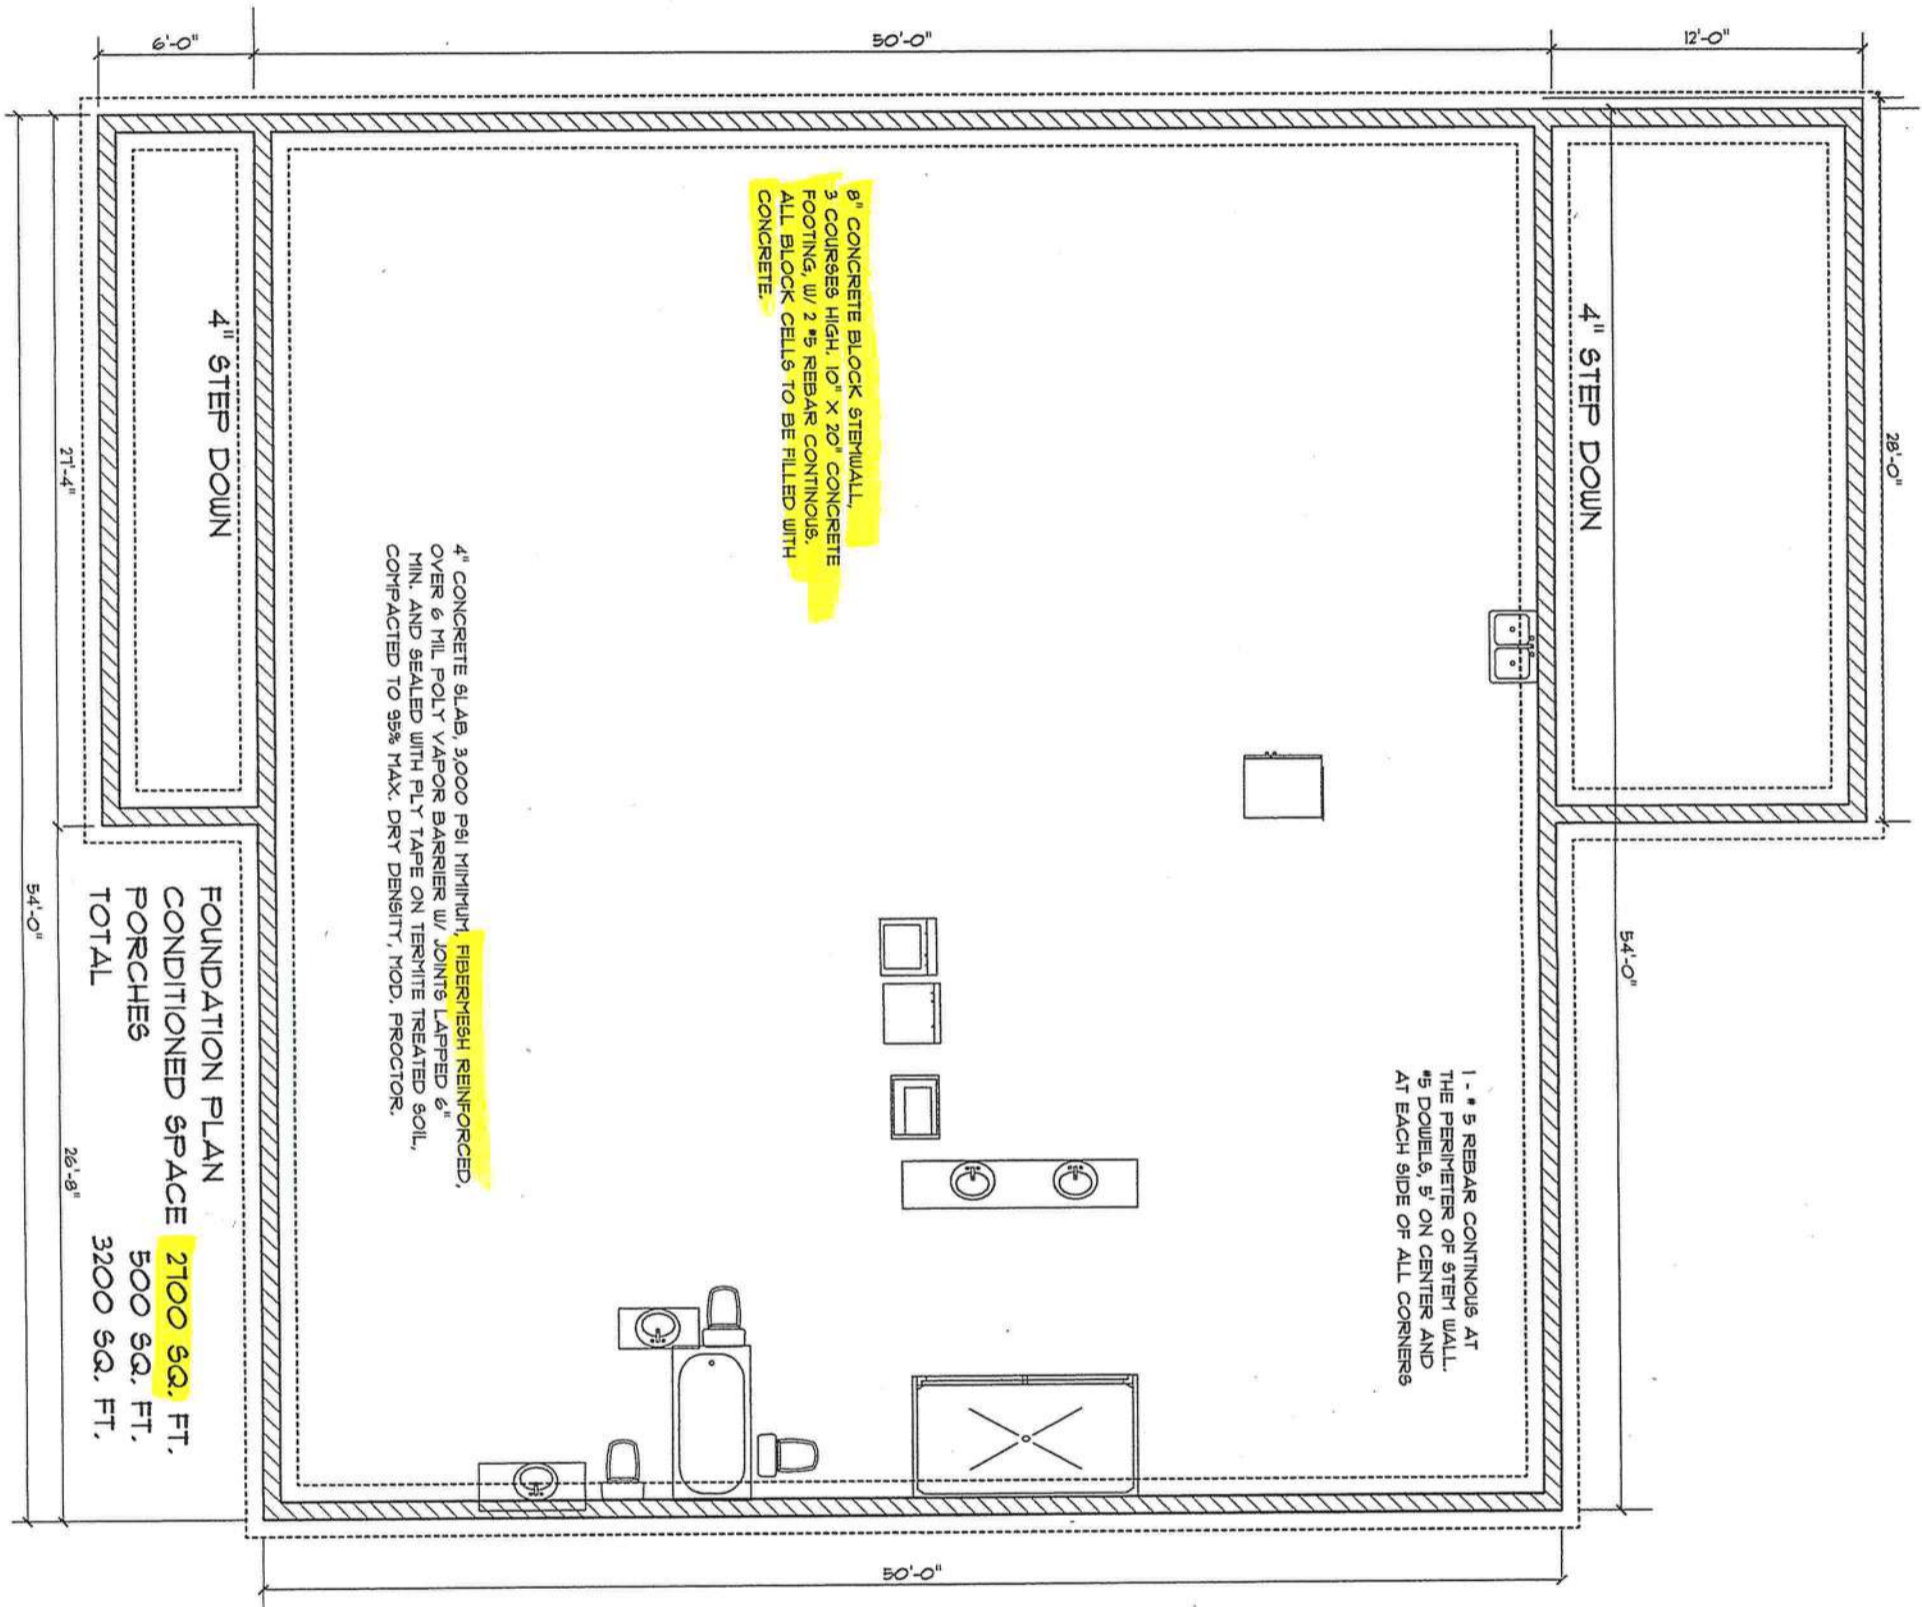 6'-0"
50'-0"
12'-0"
28'-0"
4" STEP DOWN
54'-0"
8" CONCRETE BLOCK STEMWALL,
3 COURSES HIGH, 10" X 20" CONCRETE
FOOTING, W/ 2 #5 REBAR CONTINOUS.
ALL BLOCK CELLS TO BE FILLED WITH
CONCRETE.
1 - # 5 REBAR CONTINOUS AT
THE PERIMETER OF STEM WALL.
#5 DOWELS, 5' ON CENTER AND
AT EACH SIDE OF ALL CORNERS
4" CONCRETE SLAB, 3,000 PSI MIMIMUM, FIBERMESH REINFORCED,
OVER 6 MIL POLY VAPOR BARRIER W/ JOINTS LAPPED 6"
MIN. AND SEALED WITH PLY TAPE ON TERMITE TREATED SOIL,
COMPACTED TO 95% MAX. DRY DENSITY, MOD. PROCTOR.
4" STEP DOWN
FOUNDATION PLAN
CONDITIONED SPACE 2700 SQ. FT.
PORCHES 500 SQ. FT.
TOTAL 3200 SQ. FT.
27'-4"
26'-8"
54'-0"
50'-0"